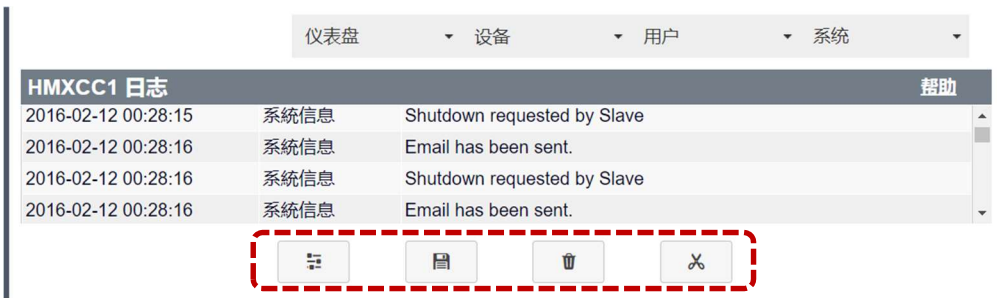 仪表盘 设备 用户 系统
HMXCC1 日志 帮助
2016-02-12 00:28:15 系統信息 Shutdown requested by Slave
2016-02-12 00:28:16 系統信息 Email has been sent.
2016-02-12 00:28:16 系統信息 Shutdown requested by Slave
2016-02-12 00:28:16 系統信息 Email has been sent.